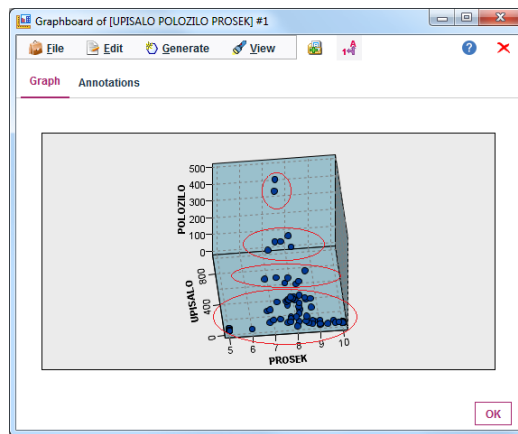 Graphboard of [UPISALO POLOZILO PROSEK] #1
File Edit Generate View
Graph Annotations
500
400
300
200
100
0
POLOZILO
800
400
0
UPISALO
5 6 7 8 9 10
PROSEK
OK